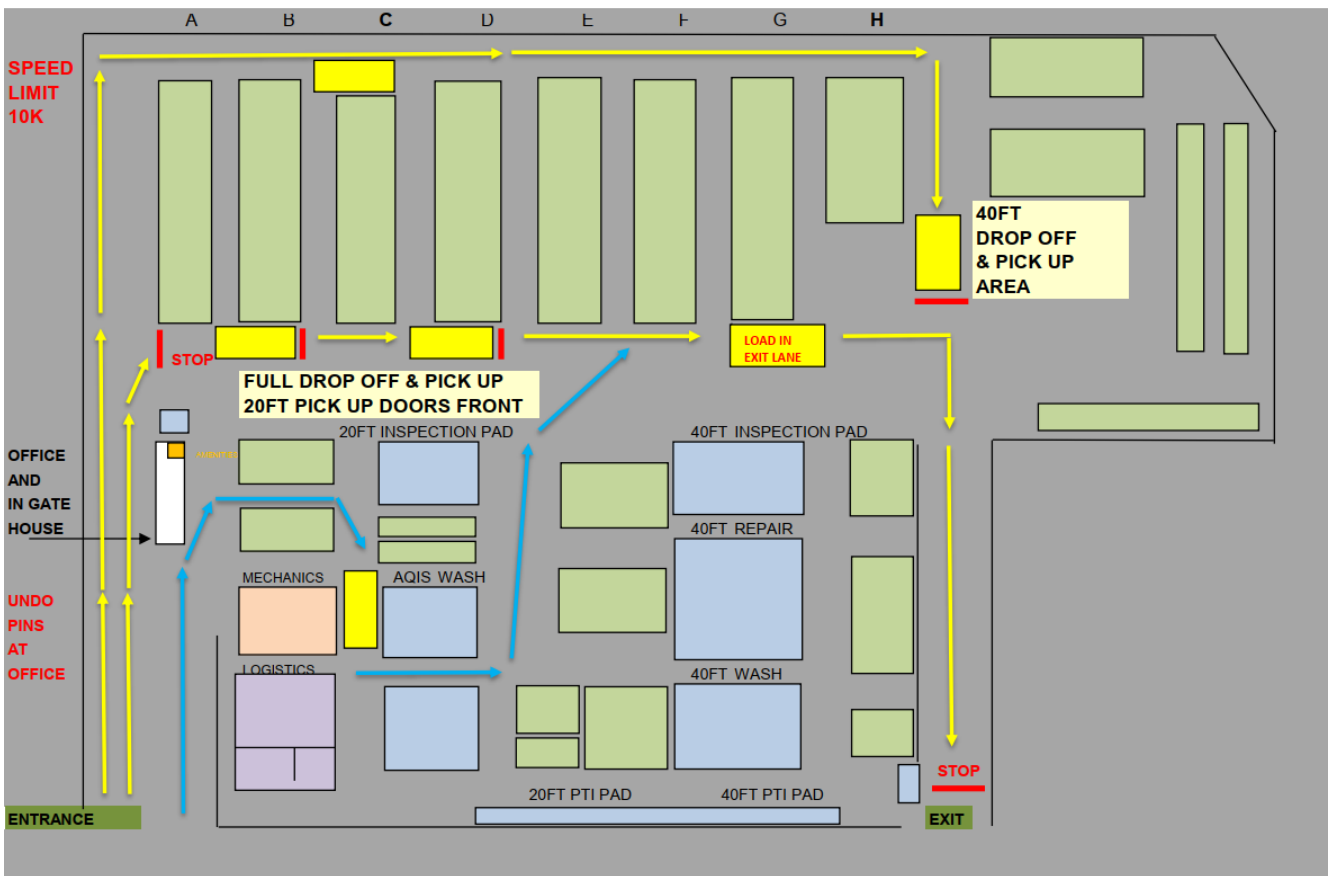 A B C D E F G H
SPEED
LIMIT
10K
40FT
DROP OFF
& PICK UP
AREA
LOAD IN
EXIT LANE
STOP
FULL DROP OFF & PICK UP
20FT PICK UP DOORS FRONT
20FT INSPECTION PAD
40FT INSPECTION PAD
OFFICE
AND
IN GATE
HOUSE
AMENITIES
40FT REPAIR
MECHANICS
AQIS WASH
UNDO
PINS
AT
OFFICE
LOGISTICS
40FT WASH
STOP
20FT PTI PAD
40FT PTI PAD
ENTRANCE
EXIT